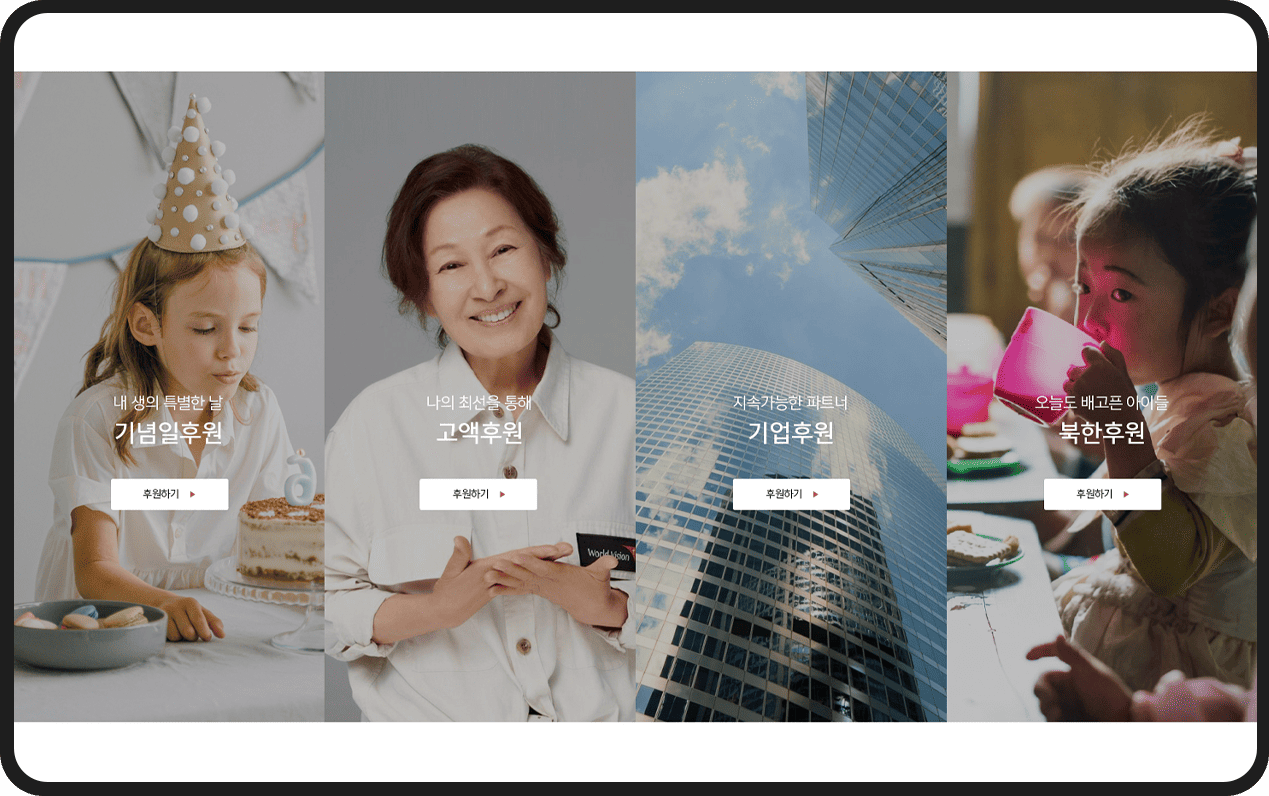 내 생의 특별한 날
기념일후원
후원하기
나의 최선을 통해
고액후원
후원하기
World Vision
지속가능한 파트너
기업후원
후원하기
오늘도 배고픈 아이들
북한후원
후원하기